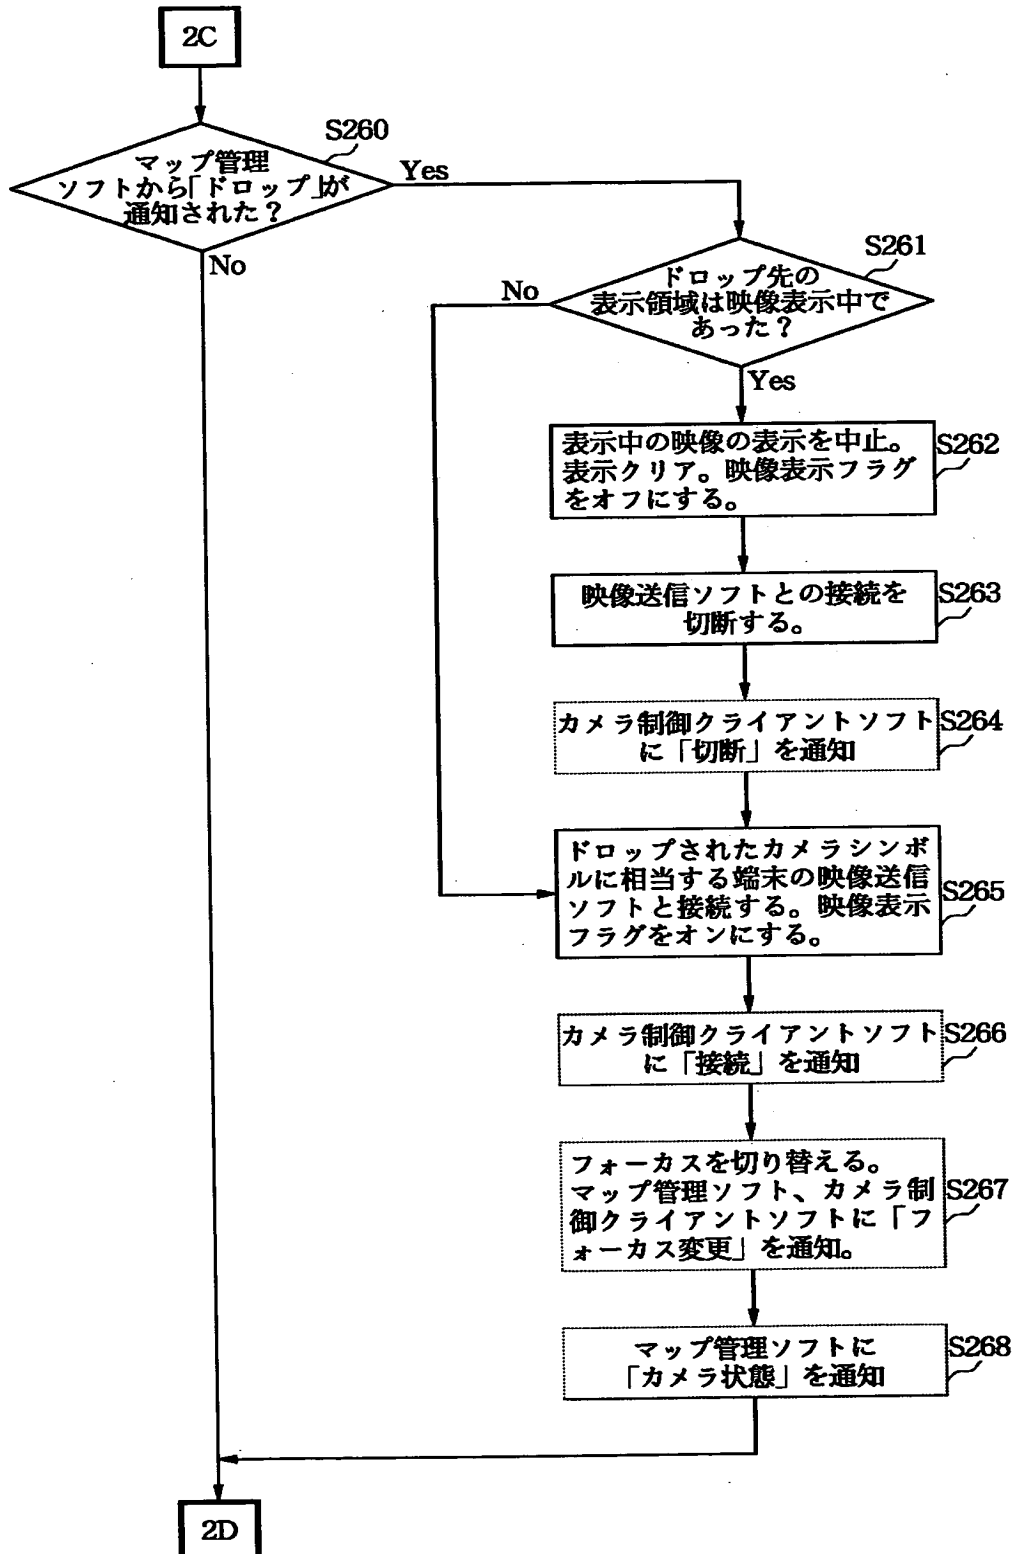 2C
S260
マップ管理
ソフトから「ドロップ」が
通知された？
Yes
No
S261
ドロップ先の
表示領域は映像表示中で
あった？
No
Yes
表示中の映像の表示を中止。
表示クリア。映像表示フラグ
をオフにする。
S262
映像送信ソフトとの接続を
切断する。
S263
カメラ制御クライアントソフト
に「切断」を通知
S264
ドロップされたカメラシンボ
ルに相当する端末の映像送信
ソフトと接続する。映像表示
フラグをオンにする。
S265
カメラ制御クライアントソフト
に「接続」を通知
S266
フォーカスを切り替える。
マップ管理ソフト、カメラ制
御クライアントソフトに「フ
ォーカス変更」を通知。
S267
マップ管理ソフトに
「カメラ状態」を通知
S268
2D